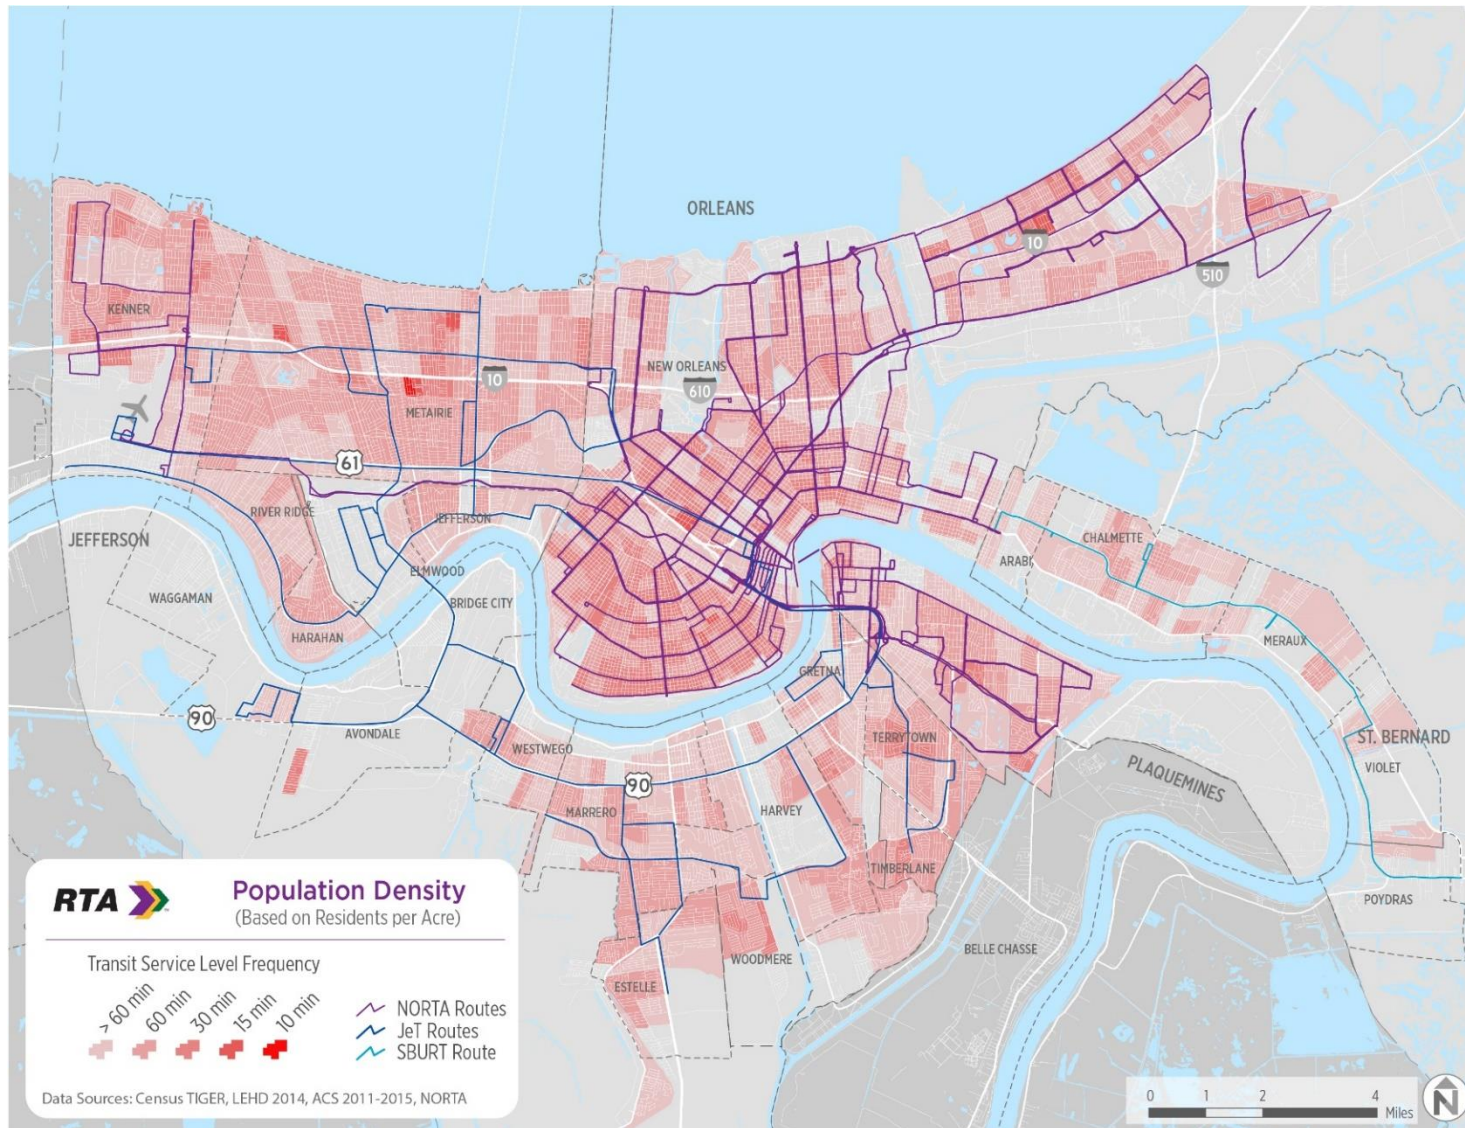 ORLEANS
10
510
KENNER
NEW ORLEANS
10
610
METAIRIE
61
RIVER RIDGE
JEFFERSON
JEFFERSON
CHALMETTE
ARABI
ELMWOOD
WAGGAMAN
BRIDGE CITY
HARAHAN
MERAUX
GRETNA
90
AVONDALE
TERRYTOWN
ST. BERNARD
WESTWEGO
VIOLET
PLAQUEMINES
90
MARRERO
HARVEY
TIMBERLANE
POYDRAS
BELLE CHASSE
WOODMERE
ESTELLE
RTA
Population Density
(Based on Residents per Acre)
Transit Service Level Frequency
> 60 min
60 min
30 min
15 min
10 min
NORTA Routes
JeT Routes
SBURT Route
Data Sources: Census TIGER, LEHD 2014, ACS 2011-2015, NORTA
0 1 2 4
Miles
N